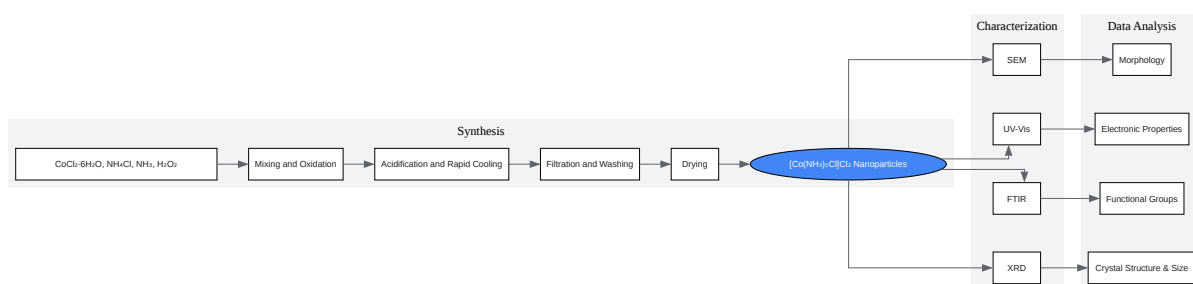 Characterization
Data Analysis
SEM
Morphology
Synthesis
UV-Vis
Electronic Properties
CoCl₂·6H₂O, NH₄Cl, NH₃, H₂O₂
Mixing and Oxidation
Acidification and Rapid Cooling
Filtration and Washing
Drying
[Co(NH₃)₅Cl]Cl₂ Nanoparticles
FTIR
Functional Groups
XRD
Crystal Structure & Size